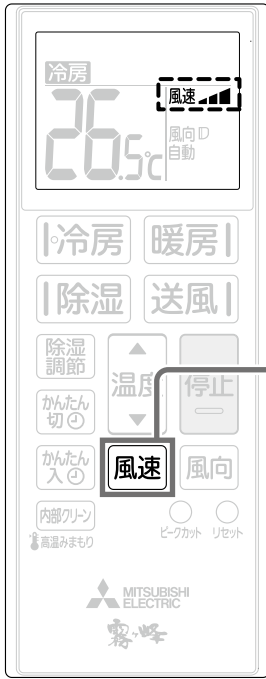 冷房
風速
26.5℃
風向
自動
冷房
暖房
除湿
送風
除湿
調節
温度
停止
かんたん
切
かんたん
入
風速
風向
内部クリーン
高温みまもり
ピークカット
リセット
MITSUBISHI
ELECTRIC
霧ヶ峰